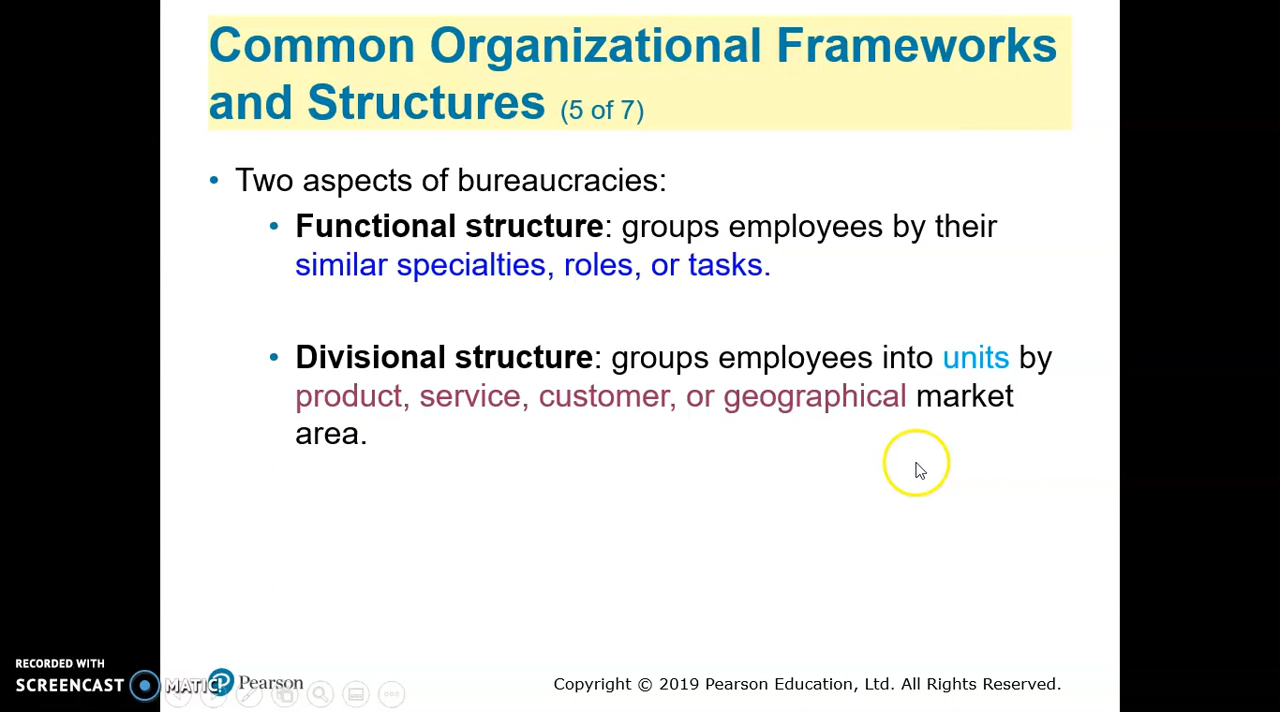 Common Organizational Frameworks
and Structures (5 of 7)
• Two aspects of bureaucracies:
• Functional structure: groups employees by their
similar specialties, roles, or tasks.
• Divisional structure: groups employees into units by
product, service, customer, or geographical market
area.
RECORDED WITH
SCREENCAST MATIC
Pearson
Copyright © 2019 Pearson Education, Ltd. All Rights Reserved.